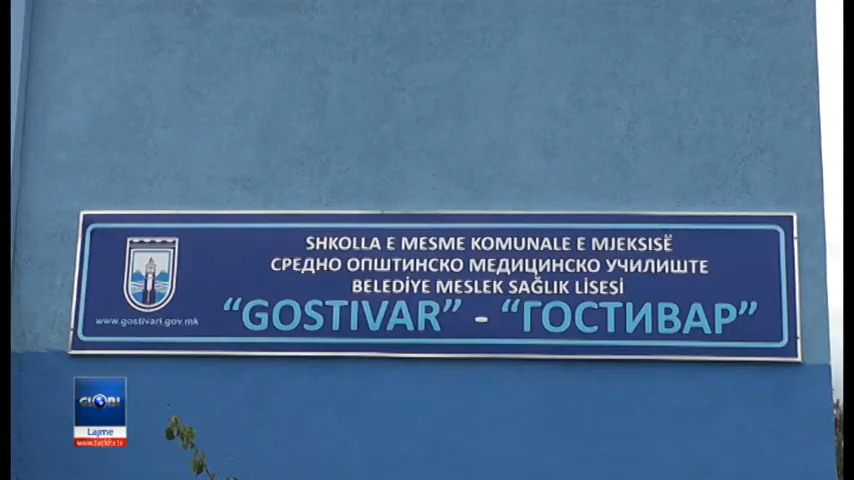 SHKOLLA E MESME KOMUNALE E MJEKSISË
СРЕДНО ОПШТИНСКО МЕДИЦИНСКО УЧИЛИШТЕ
BELEDİYE MESLEK SAĞLIK LİSESİ
“GOSTIVAR” - “ГОСТИВАР”
www.gostivari.gov.mk
GLOBI
Lajme